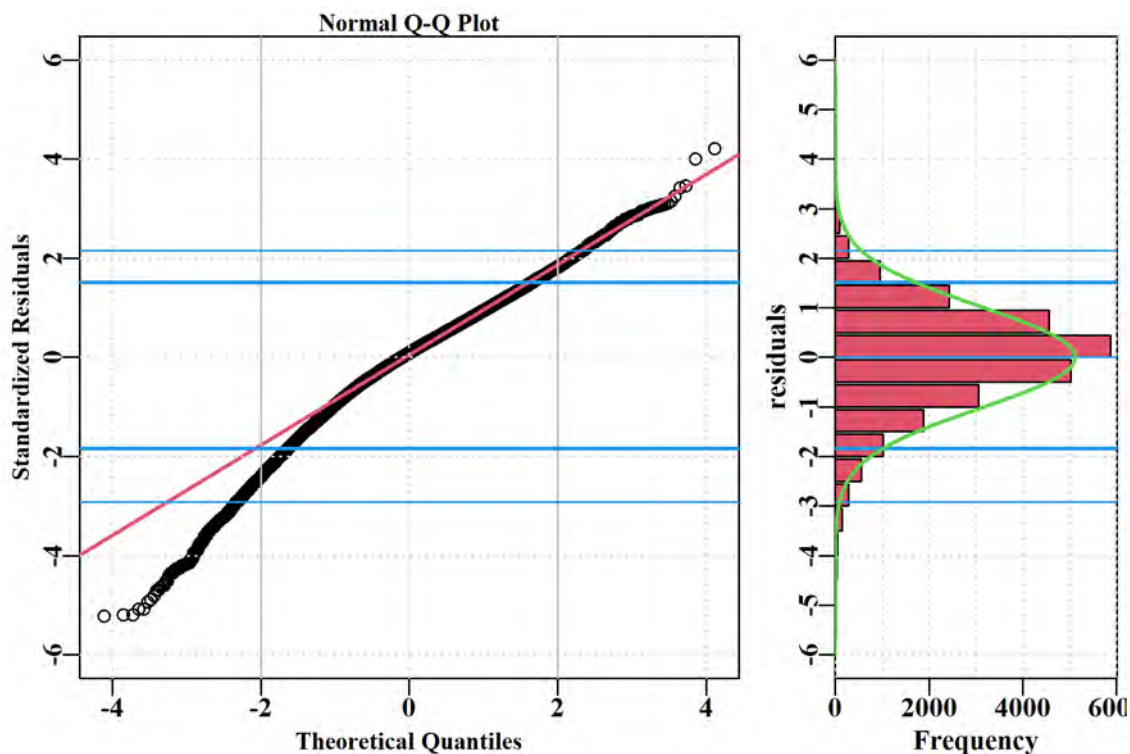 Normal Q-Q Plot
6
4
2
0
-2
-4
-6
Standardized Residuals
-4 -2 0 2 4
Theoretical Quantiles
6
5
4
3
2
1
0
-1
-2
-3
-4
-5
-6
residuals
0 2000 4000 600
Frequency